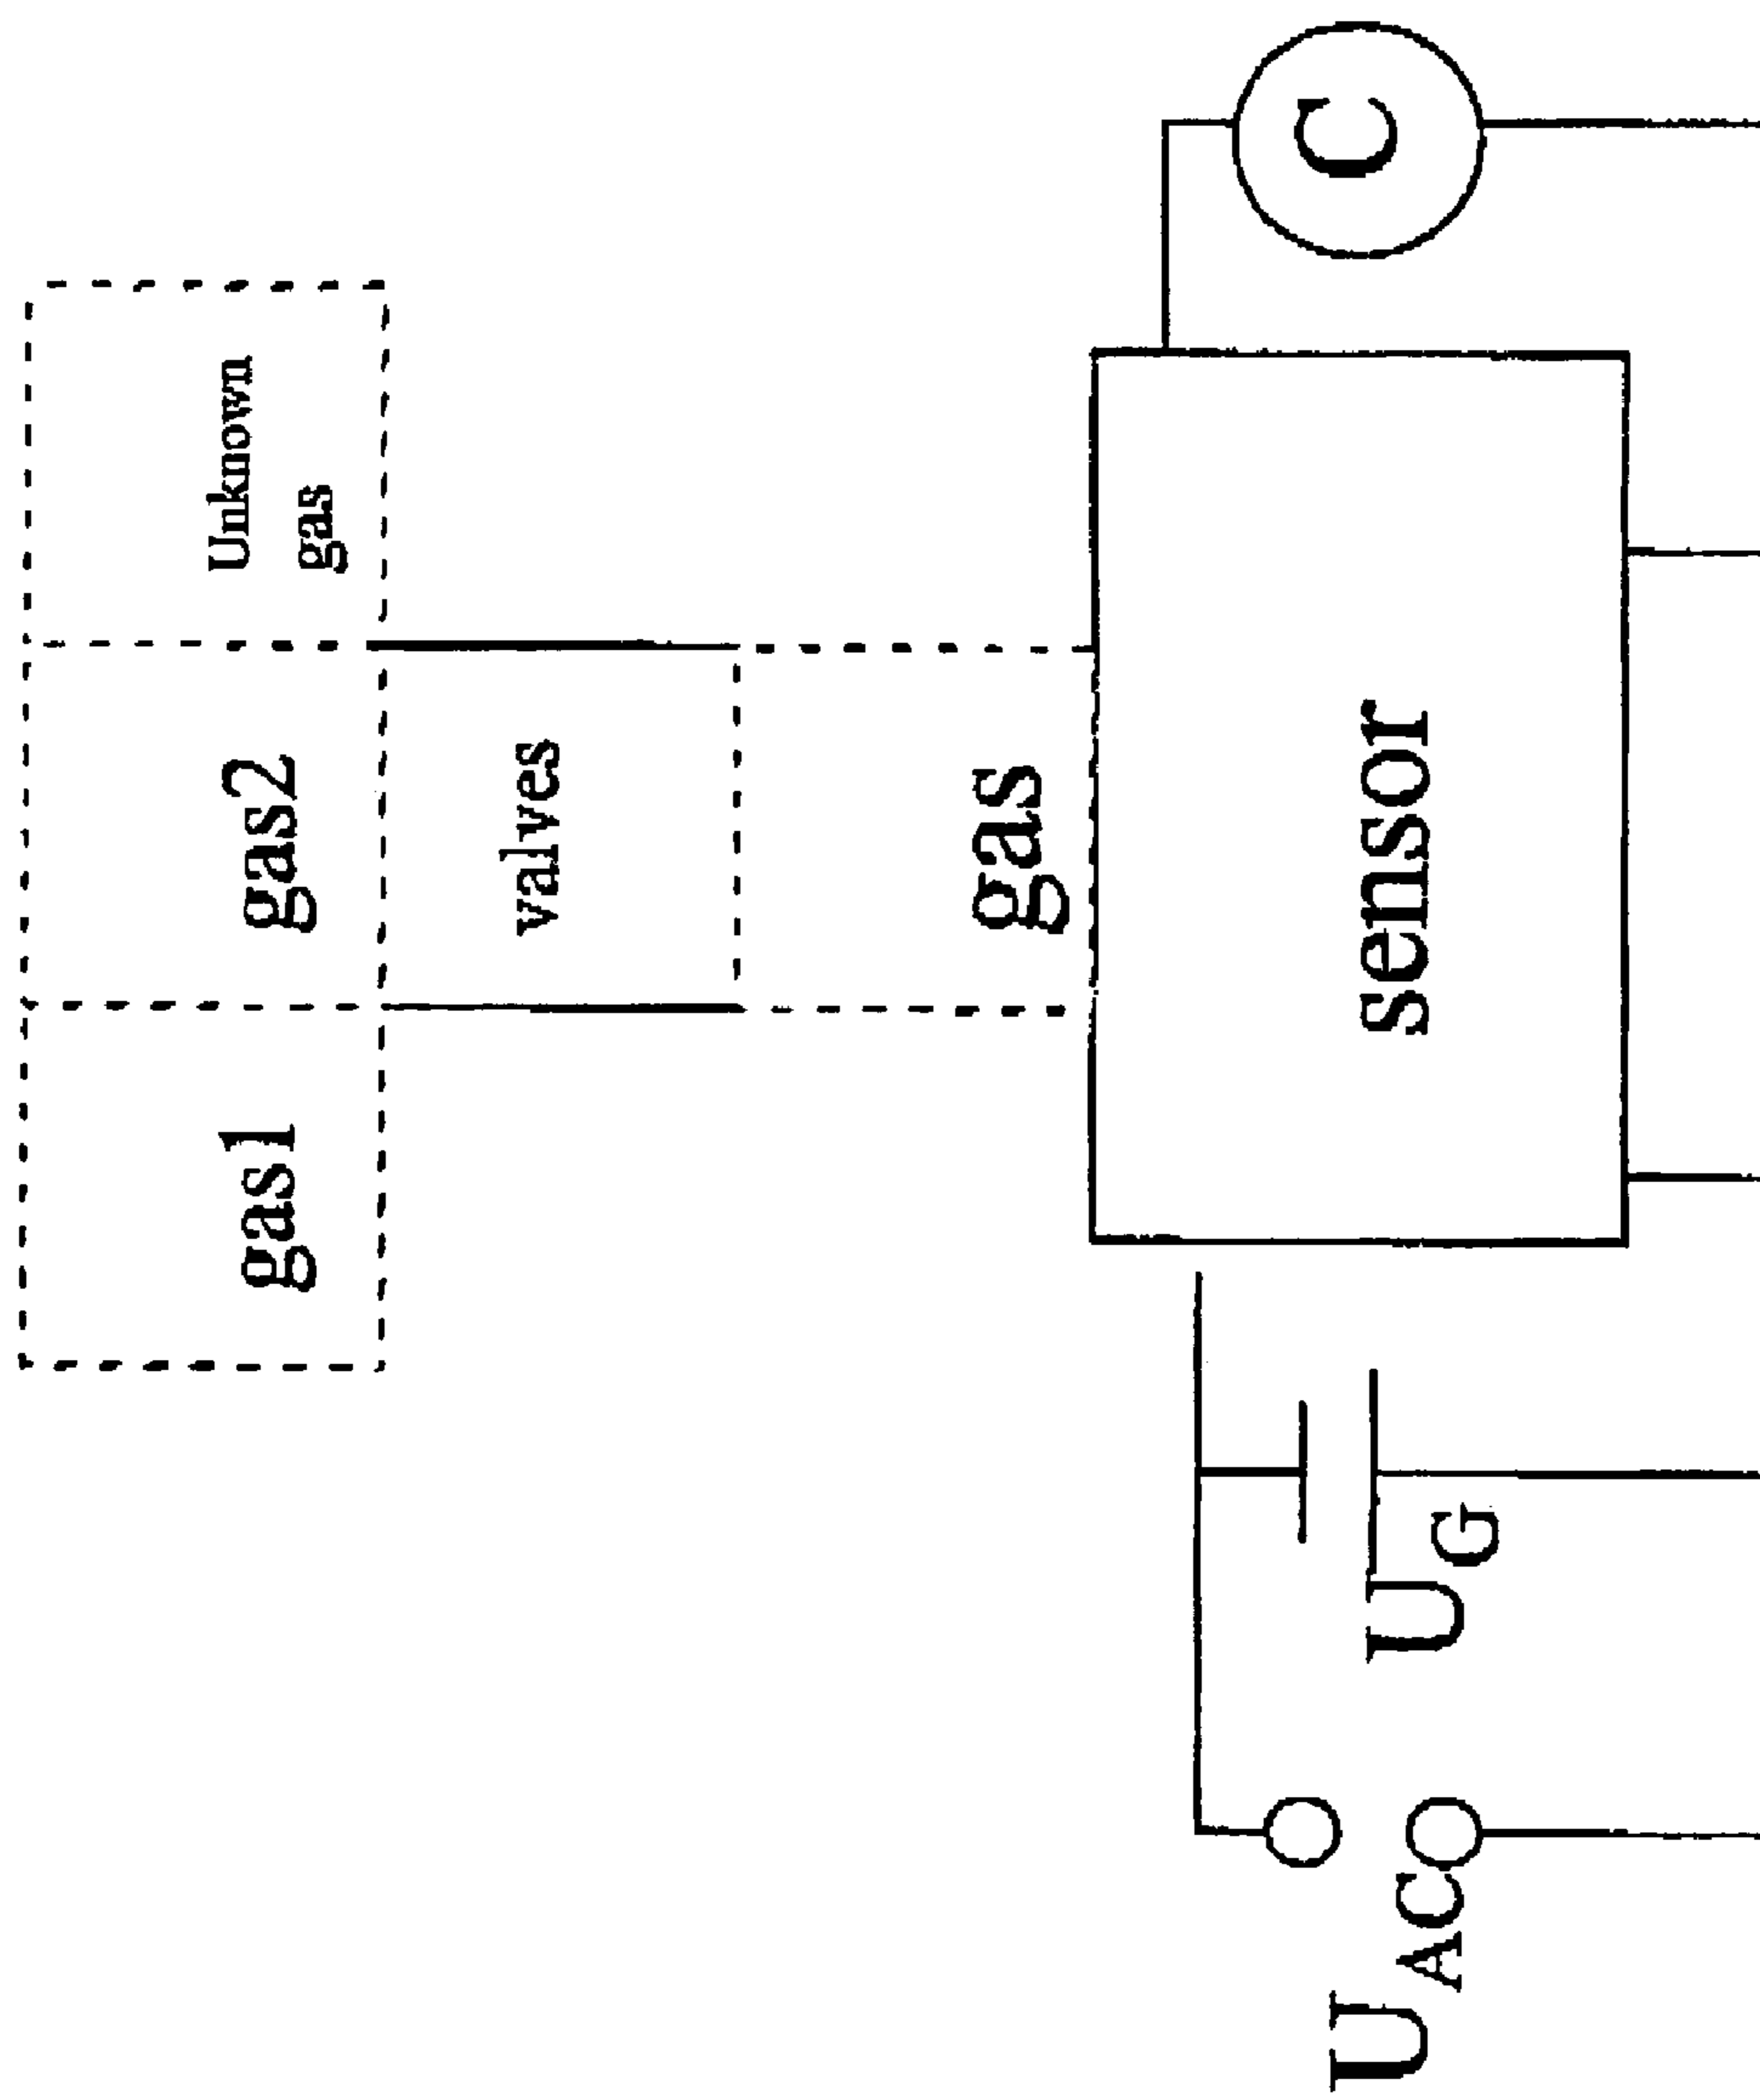 gas1
gas2
Unknown
gas
valves
gas
sensor
C
U_G
U_AC